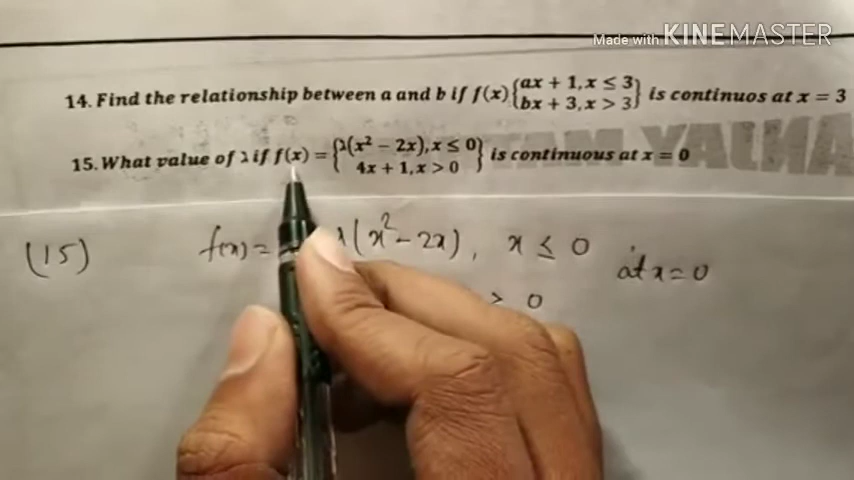 Made with KINEMASTER
14. Find the relationship between a and b if f(x){ax + 1, x ≤ 3
bx + 3, x > 3} is continuos at x = 3
15. What value of λ if f(x) = {λ(x² − 2x), x ≤ 0
4x + 1, x > 0} is continuous at x = 0
(15) f(x) = λ(x² − 2x), x ≤ 0 at x = 0
> 0